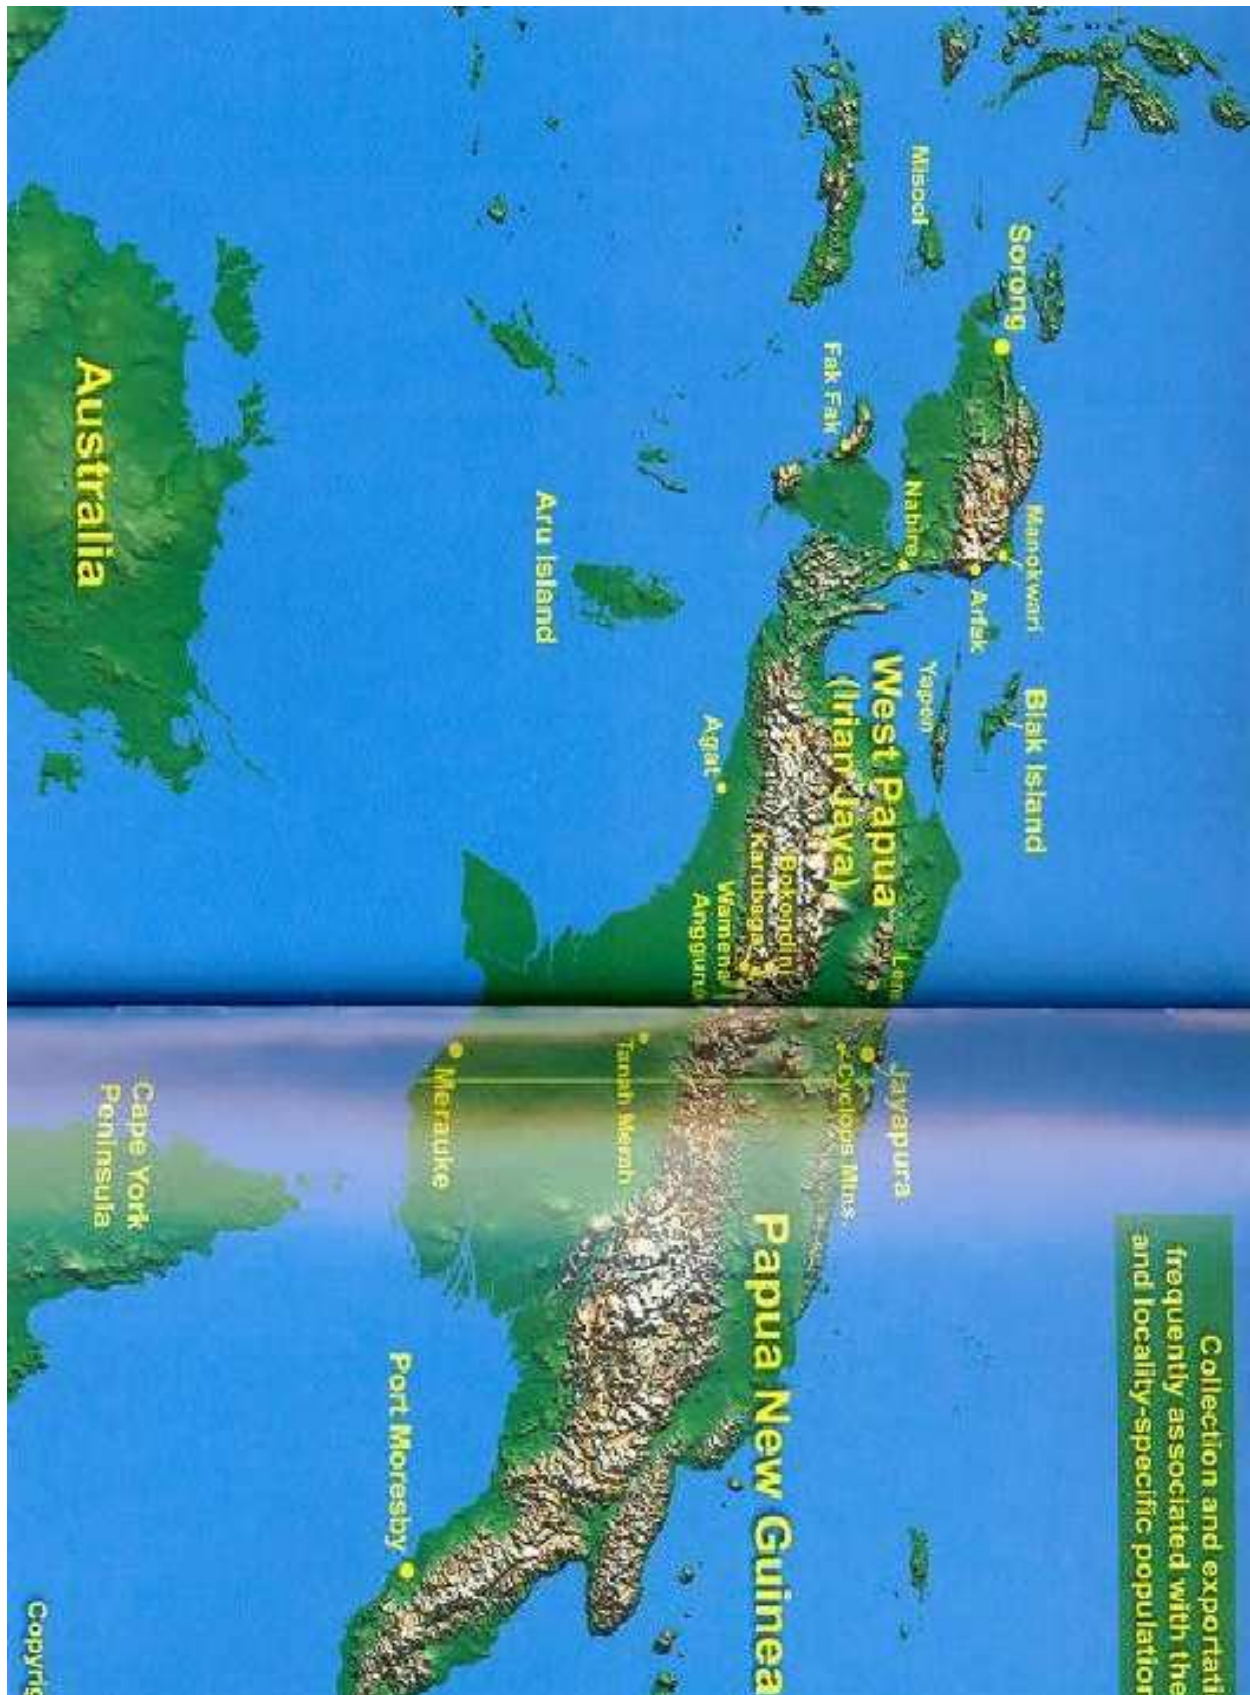 Collection and exportati
frequently associated with the
and locality-specific population
Misool
Sorong
Fak Fak
Nabire
Manokwari
Arfak
Biak Island
Yapen
West Papua
(Irian Jaya)
Aru Island
Agat
Bokondini
Karubaga
Wamena
Angguruk
Jayapura
Cyclops Mtns
Tanah Merah
Merauke
Papua New Guinea
Port Moresby
Australia
Cape York
Peninsula
Copyrig